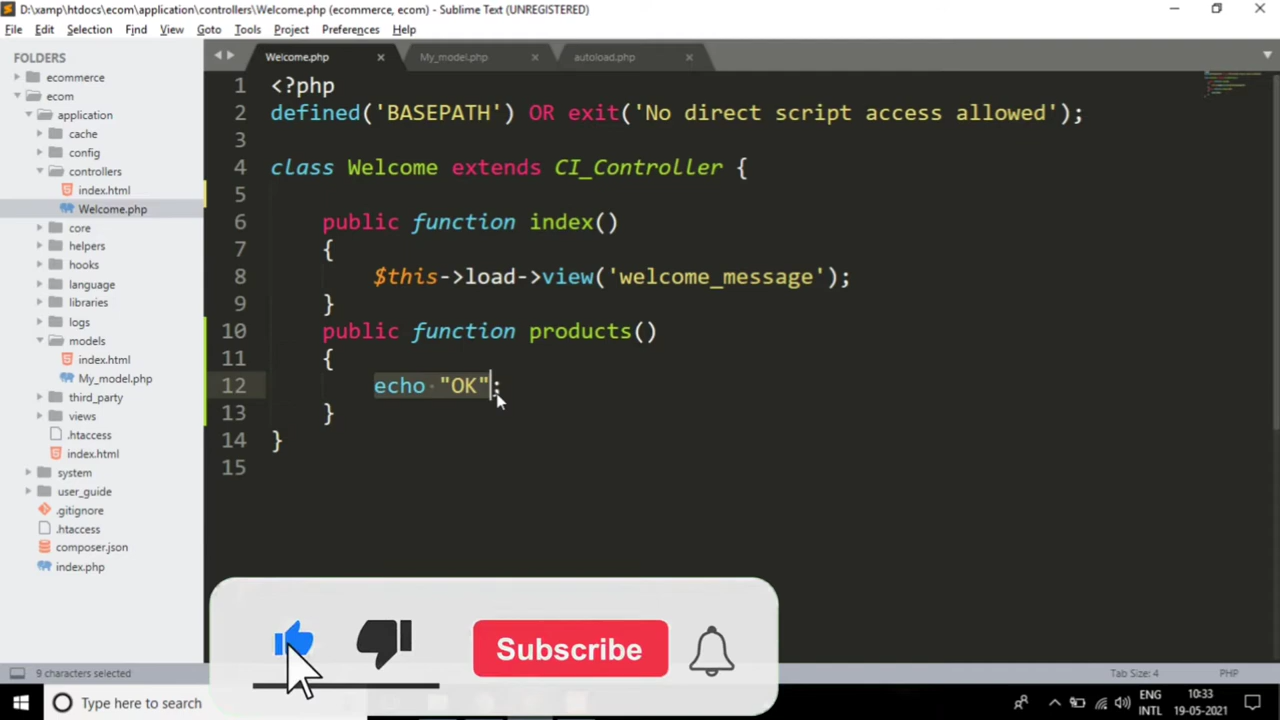 D:\xamp\htdocs\ecom\application\controllers\Welcome.php (ecommerce, ecom) - Sublime Text (UNREGISTERED)
File Edit Selection Find View Goto Tools Project Preferences Help
FOLDERS
ecommerce
ecom
application
cache
config
controllers
index.html
Welcome.php
core
helpers
hooks
language
libraries
logs
models
index.html
My_model.php
third_party
views
.htaccess
index.html
system
user_guide
.gitignore
.htaccess
composer.json
index.php
Welcome.php My_model.php autoload.php
1 <?php
2 defined('BASEPATH') OR exit('No direct script access allowed');
3
4 class Welcome extends CI_Controller {
5
6 public function index()
7 {
8 $this->load->view('welcome_message');
9 }
10 public function products()
11 {
12 echo "OK";
13 }
14 }
15
Subscribe
9 characters selected
Tab Size: 4 PHP
Type here to search
ENG
INTL
10:33
19-05-2021